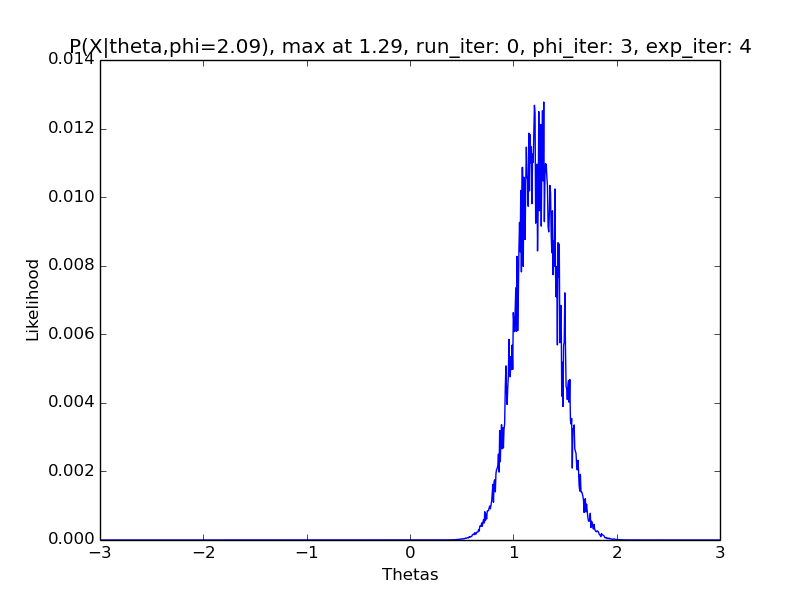 P(X|theta,phi=2.09), max at 1.29, run_iter: 0, phi_iter: 3, exp_iter: 4
0.014
0.012
0.010
0.008
0.006
0.004
0.002
0.000
Likelihood
−3 −2 −1 0 1 2 3
Thetas